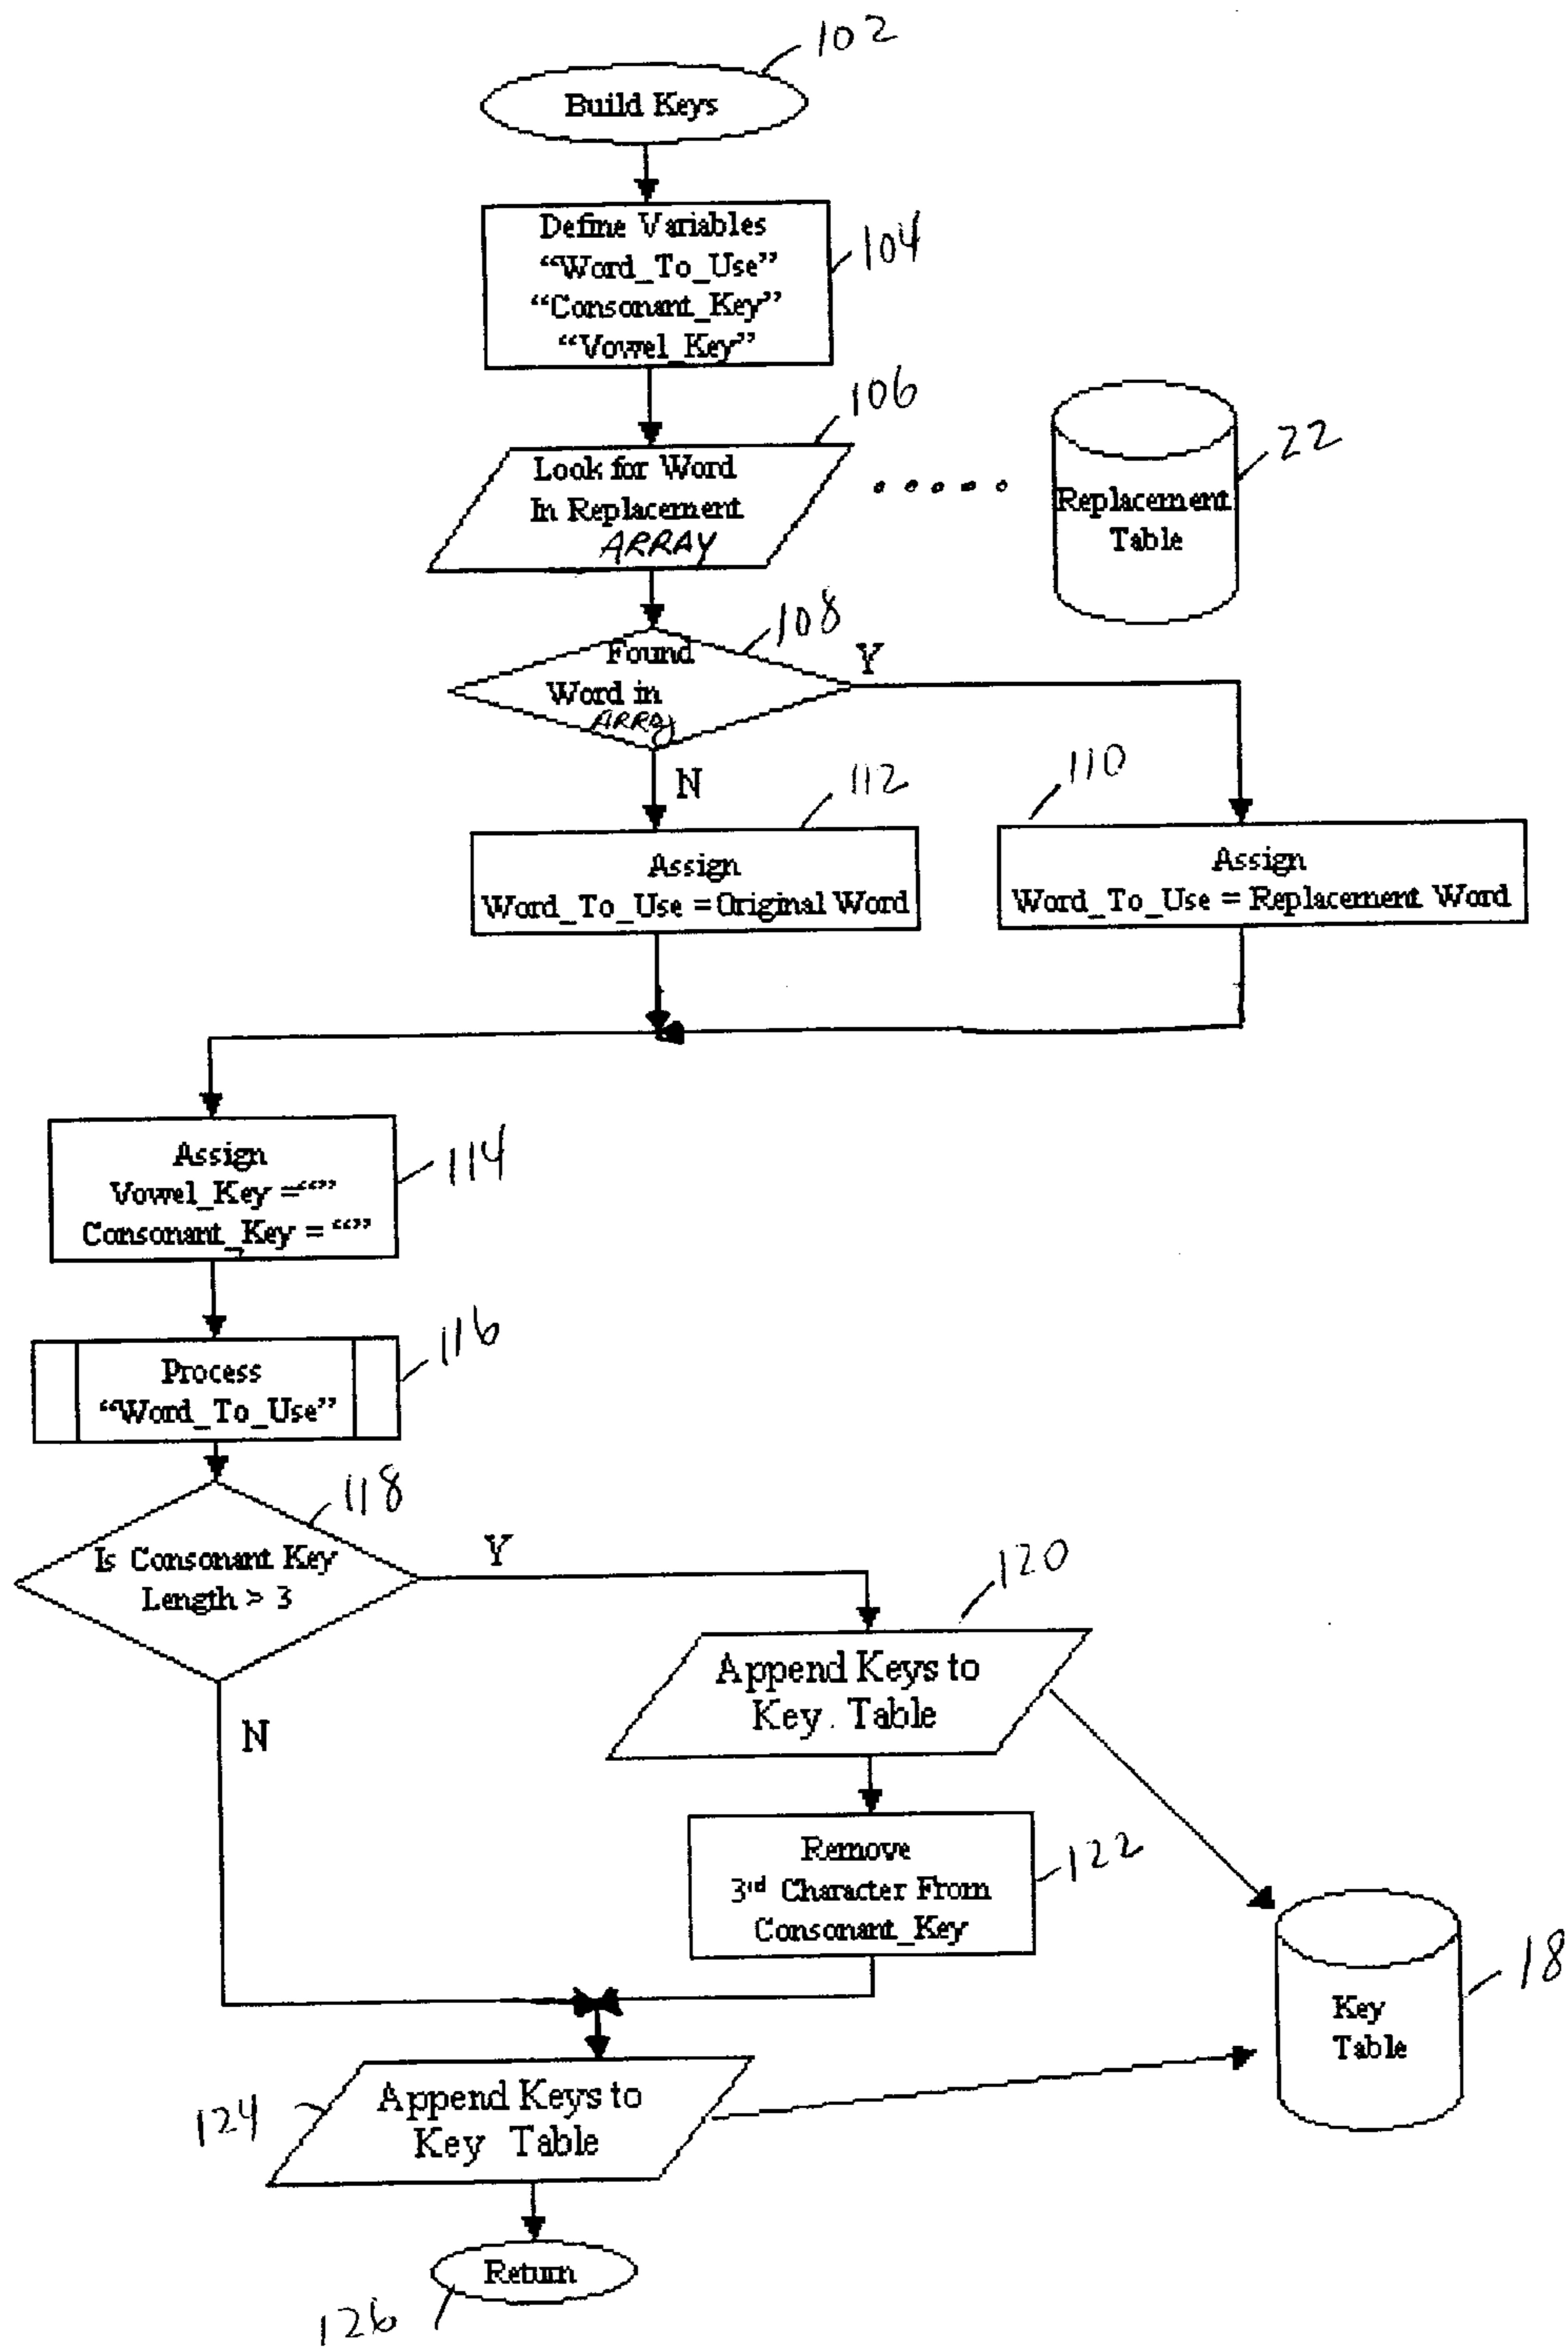 102
Build Keys
Define Variables
“Word_To_Use”
“Consonant_Key”
“Vowel_Key”
104
106
Look for Word
In Replacement
ARRAY
22
Replacement
Table
108
Found
Word in
ARRAY
Y
N
112
110
Assign
Word_To_Use = Original Word
Assign
Word_To_Use = Replacement Word
Assign
Vowel_Key = “”
Consonant_Key = “”
114
116
Process
“Word_To_Use”
118
Is Consonant Key
Length > 3
Y
N
120
Append Keys to
Key Table
Remove
3rd Character From
Consonant_Key
122
18
Key
Table
124
Append Keys to
Key Table
Return
126